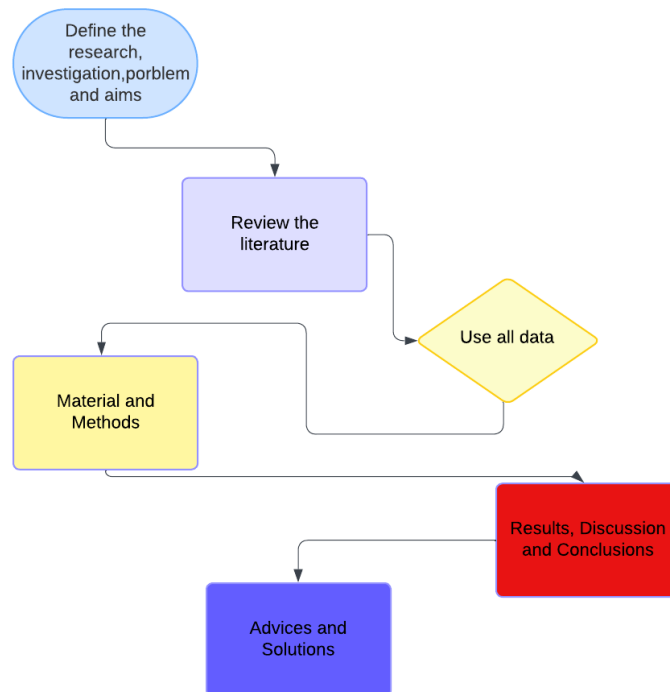 Define the
research,
investigation,porblem
and aims
Review the
literature
Use all data
Material and
Methods
Results, Discussion
and Conclusions
Advices and
Solutions